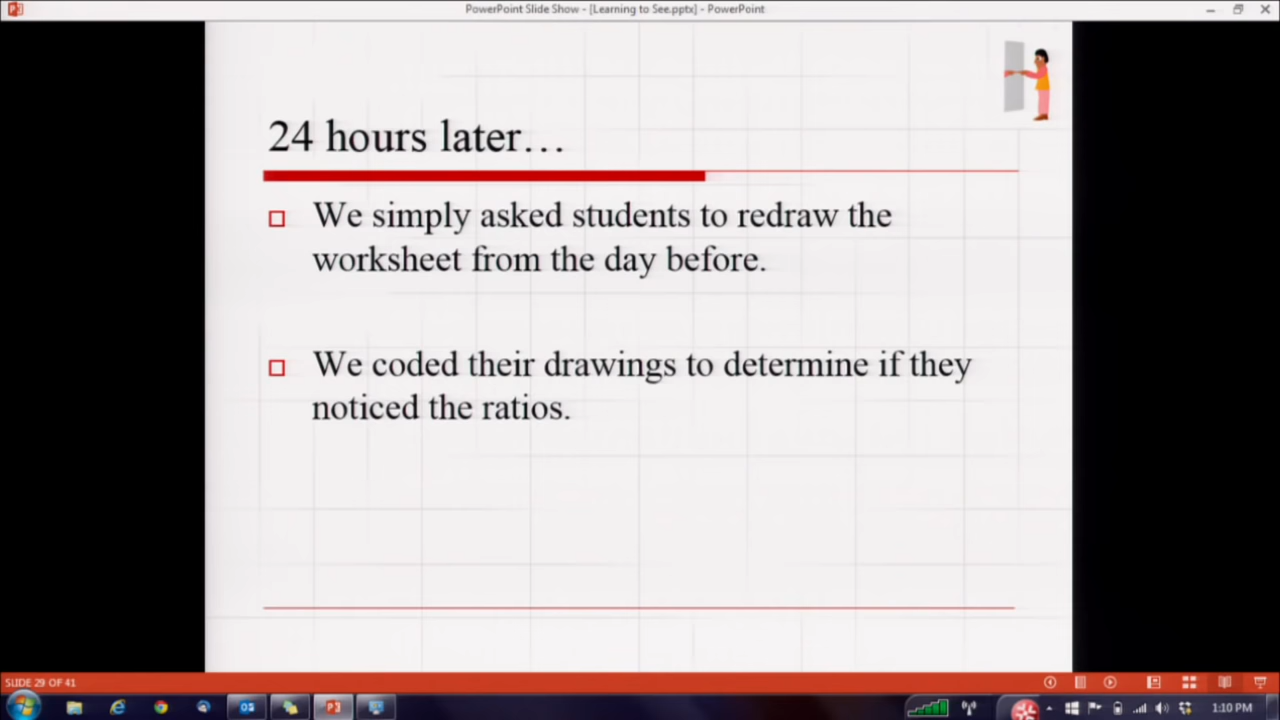 PowerPoint Slide Show - [Learning to See.pptx] - PowerPoint
24 hours later…
We simply asked students to redraw the
worksheet from the day before.
We coded their drawings to determine if they
noticed the ratios.
SLIDE 29 OF 41
1:10 PM